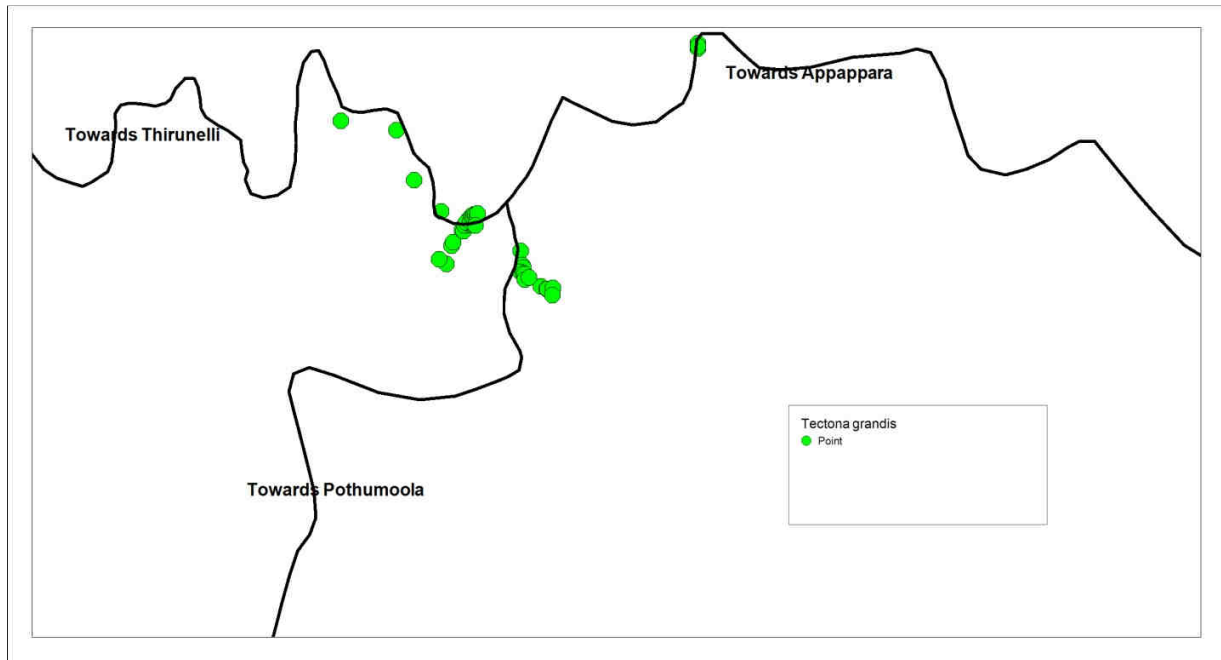 Towards Appappara
Towards Thirunelli
Tectona grandis
Point
Towards Pothumoola